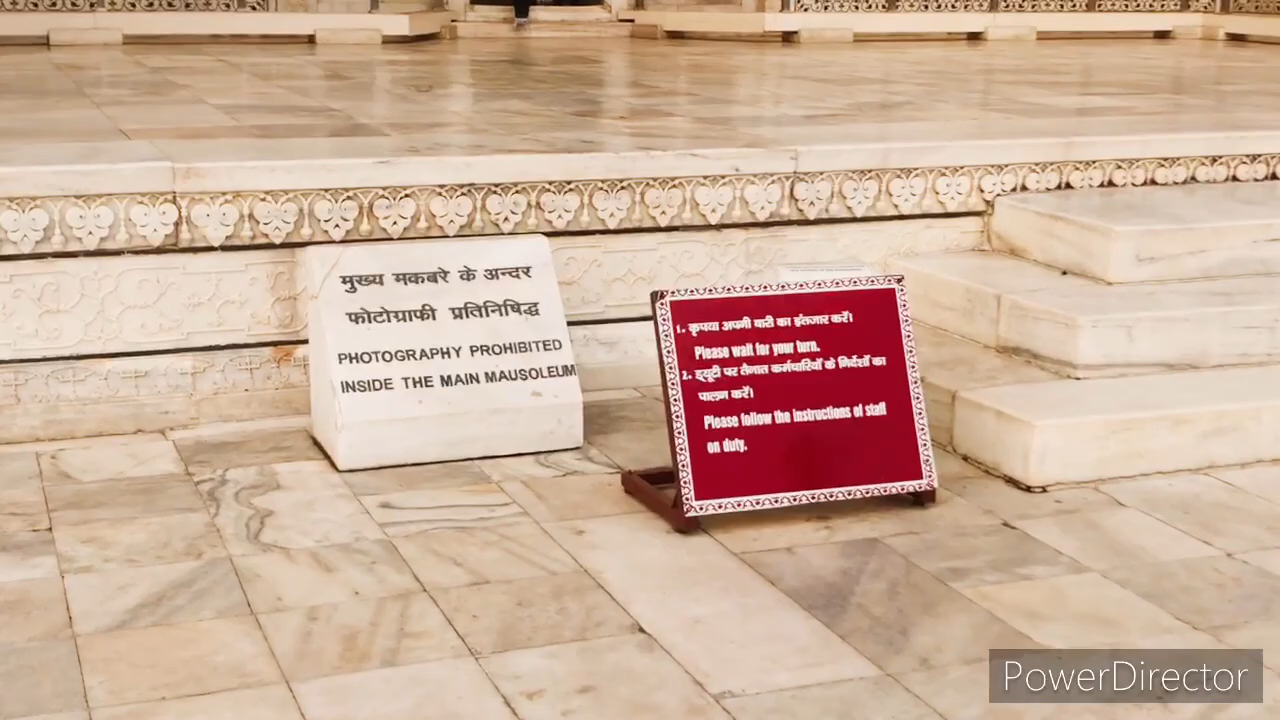 मुख्य मकबरे के अन्दर
फोटोग्राफी प्रतिनिषिद्ध
PHOTOGRAPHY PROHIBITED
INSIDE THE MAIN MAUSOLEUM
1. कृपया अपनी बारी का इंतजार करें।
Please wait for your turn.
2. ड्यूटी पर तैनात कर्मचारियों के निर्देशों का
पालन करें।
Please follow the instructions of staff
on duty.
PowerDirector